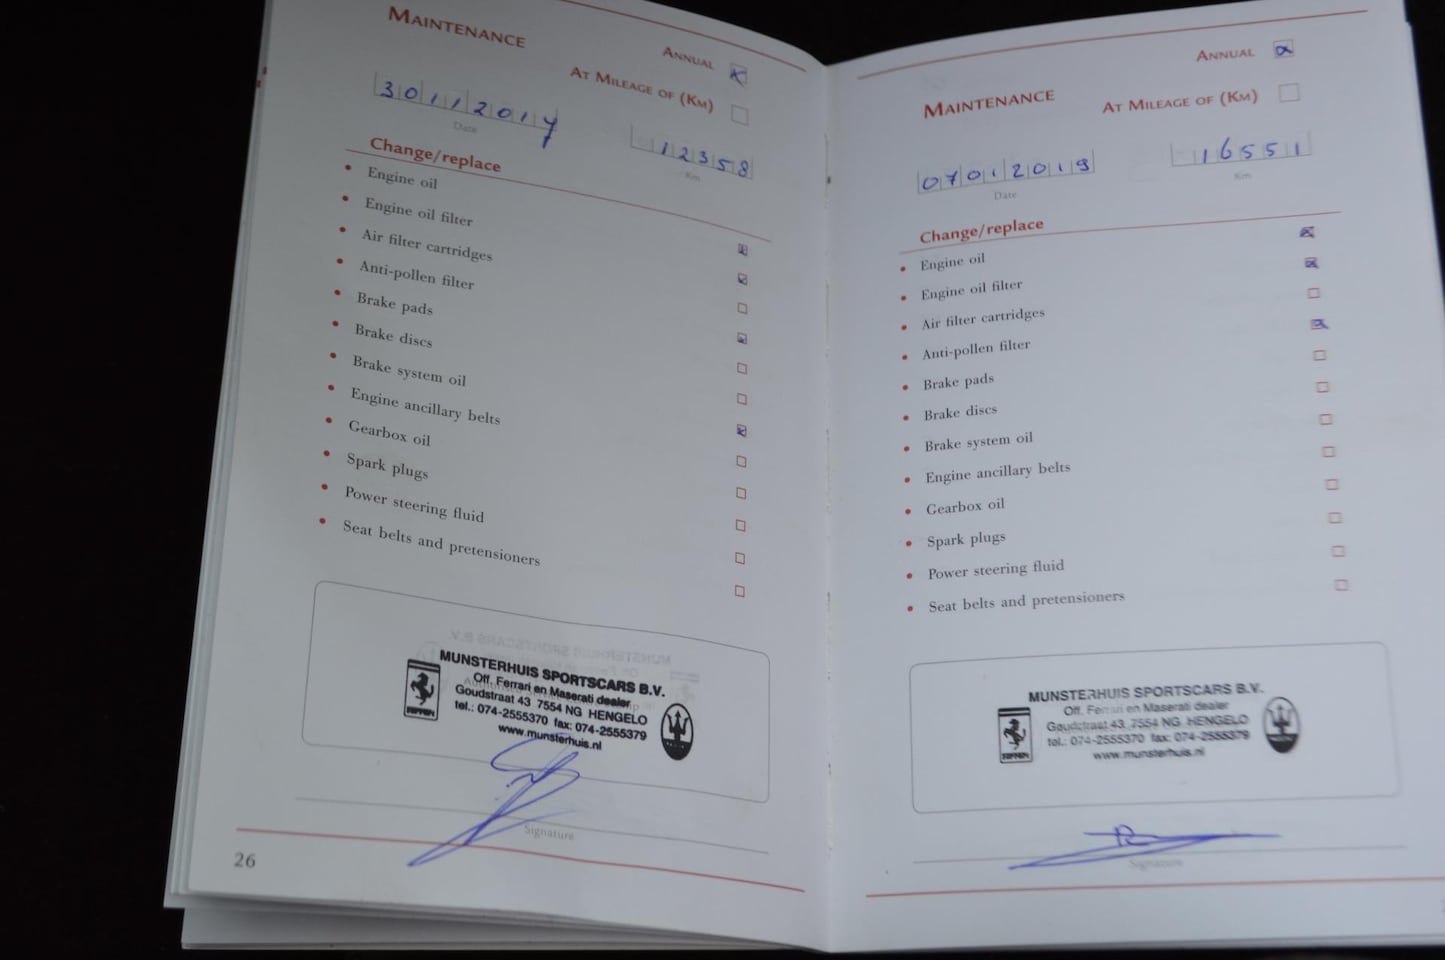 MAINTENANCE
ANNUAL
AT MILEAGE OF (KM)
30112017
Date
12358
Km
Change/replace
Engine oil
Engine oil filter
Air filter cartridges
Anti-pollen filter
Brake pads
Brake discs
Brake system oil
Engine ancillary belts
Gearbox oil
Spark plugs
Power steering fluid
Seat belts and pretensioners
MUNSTERHUIS SPORTSCARS B.V.
Off. Ferrari en Maserati dealer
Goudstraat 43 7554 NG HENGELO
tel.: 074-2555370 fax: 074-2555379
www.munsterhuis.nl
Signature
26
ANNUAL
MAINTENANCE
AT MILEAGE OF (KM)
07012019
Date
16551
Km
Change/replace
Engine oil
Engine oil filter
Air filter cartridges
Anti-pollen filter
Brake pads
Brake discs
Brake system oil
Engine ancillary belts
Gearbox oil
Spark plugs
Power steering fluid
Seat belts and pretensioners
MUNSTERHUIS SPORTSCARS B.V.
Off. Ferrari en Maserati dealer
Goudstraat 43 7554 NG HENGELO
tel.: 074-2555370 fax: 074-2555379
www.munsterhuis.nl
Signature